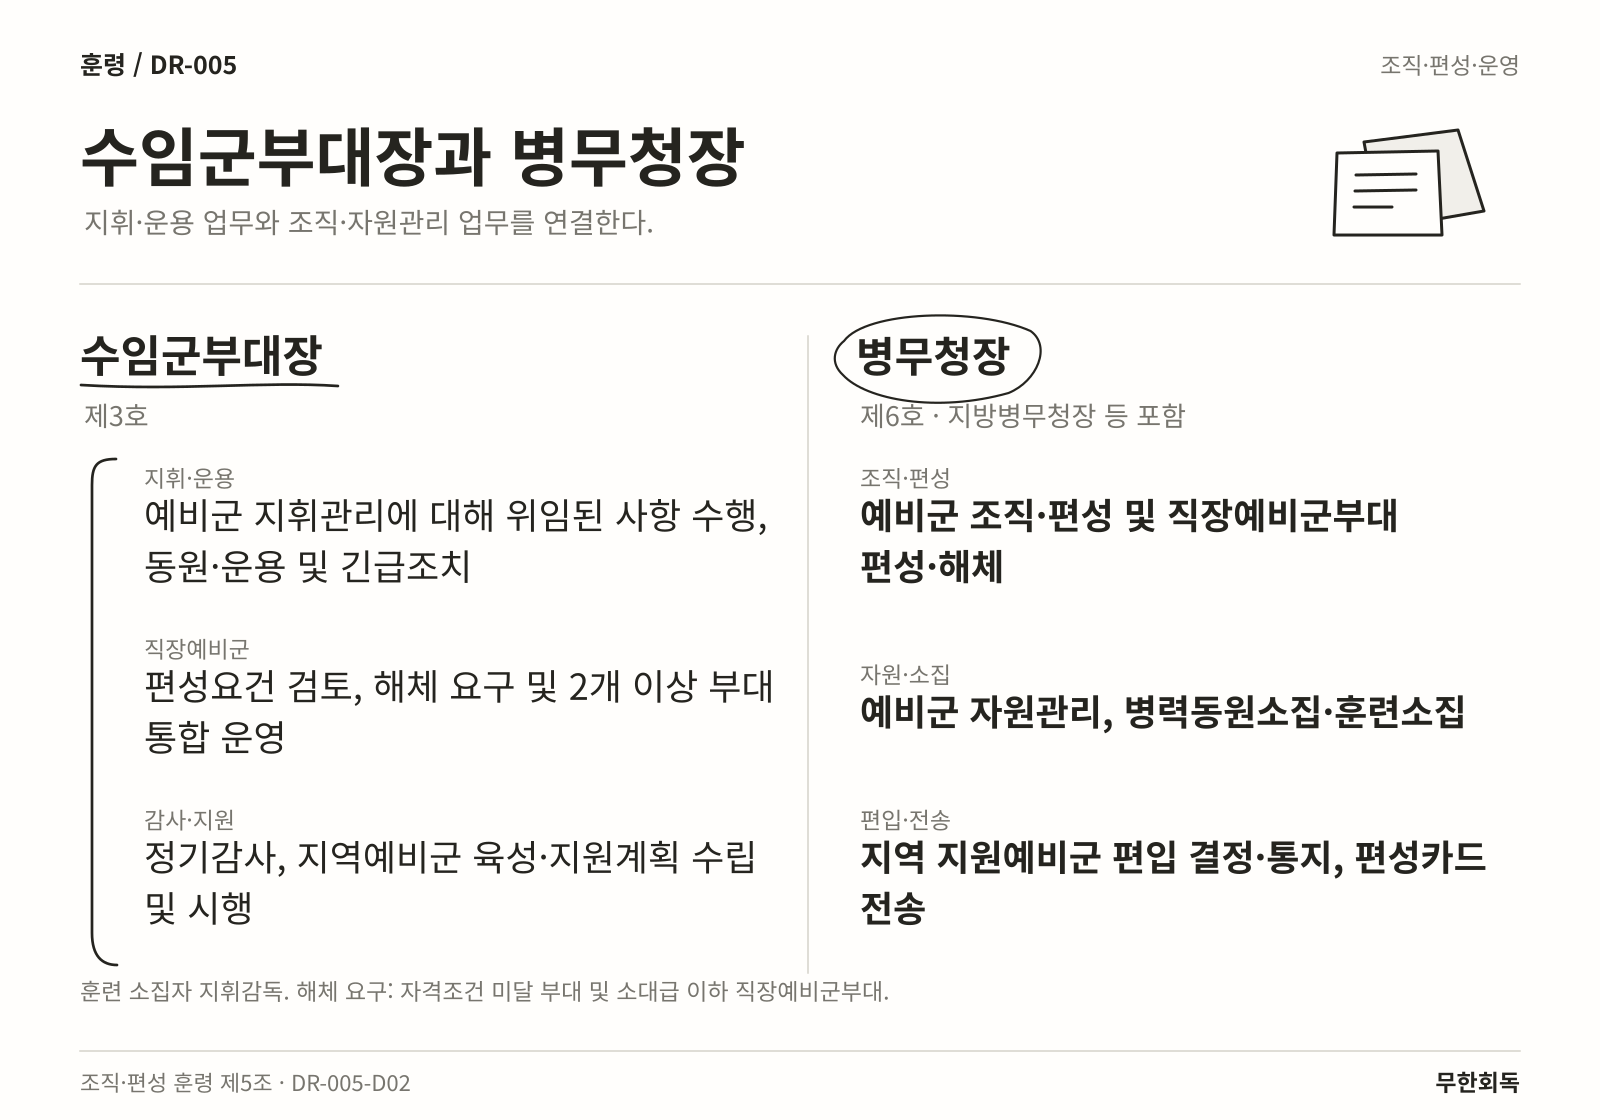 훈령 / DR-005
조직·편성·운영
수임군부대장과 병무청장
지휘·운용 업무와 조직·자원관리 업무를 연결한다.
수임군부대장
제3호
지휘·운용
예비군 지휘관리에 대해 위임된 사항 수행,
동원·운용 및 긴급조치
직장예비군
편성요건 검토, 해체 요구 및 2개 이상 부대
통합 운영
감사·지원
정기감사, 지역예비군 육성·지원계획 수립
및 시행
병무청장
제6호 · 지방병무청장 등 포함
조직·편성
예비군 조직·편성 및 직장예비군부대
편성·해체
자원·소집
예비군 자원관리, 병력동원소집·훈련소집
편입·전송
지역 지원예비군 편입 결정·통지, 편성카드
전송
훈련 소집자 지휘감독. 해체 요구: 자격조건 미달 부대 및 소대급 이하 직장예비군부대.
조직·편성 훈령 제5조 · DR-005-D02
무한회독